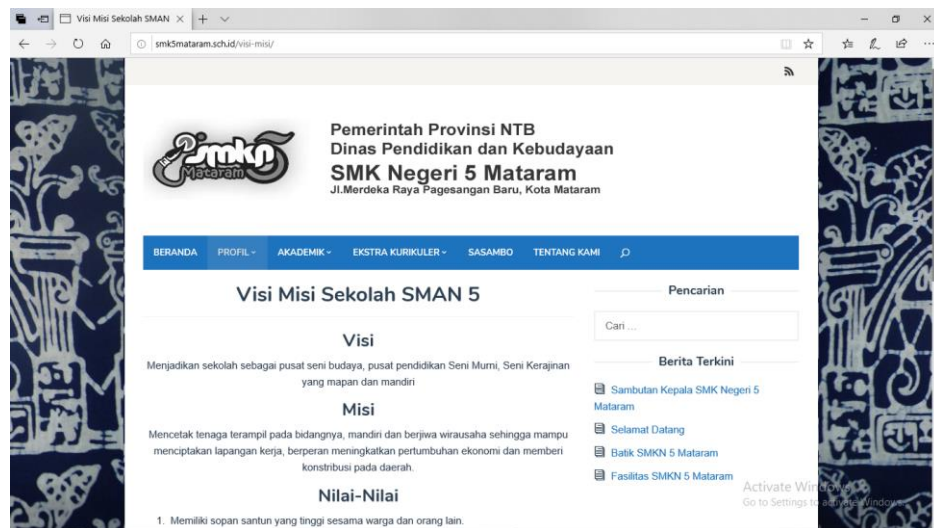 Visi Misi Sekolah SMAN
smk5mataram.sch.id/visi-misi/
smkn
Mataram
Pemerintah Provinsi NTB
Dinas Pendidikan dan Kebudayaan
SMK Negeri 5 Mataram
Jl.Merdeka Raya Pagesangan Baru, Kota Mataram
BERANDA PROFIL AKADEMIK EKSTRA KURIKULER SASAMBO TENTANG KAMI
Visi Misi Sekolah SMAN 5
Visi
Menjadikan sekolah sebagai pusat seni budaya, pusat pendidikan Seni Murni, Seni Kerajinan
yang mapan dan mandiri
Misi
Mencetak tenaga terampil pada bidangnya, mandiri dan berjiwa wirausaha sehingga mampu
menciptakan lapangan kerja, berperan meningkatkan pertumbuhan ekonomi dan memberi
konstribusi pada daerah.
Nilai-Nilai
1. Memiliki sopan santun yang tinggi sesama warga dan orang lain.
Pencarian
Cari ...
Berita Terkini
Sambutan Kepala SMK Negeri 5
Mataram
Selamat Datang
Batik SMKN 5 Mataram
Fasilitas SMKN 5 Mataram
Activate Windows
Go to Settings to activate Windows.